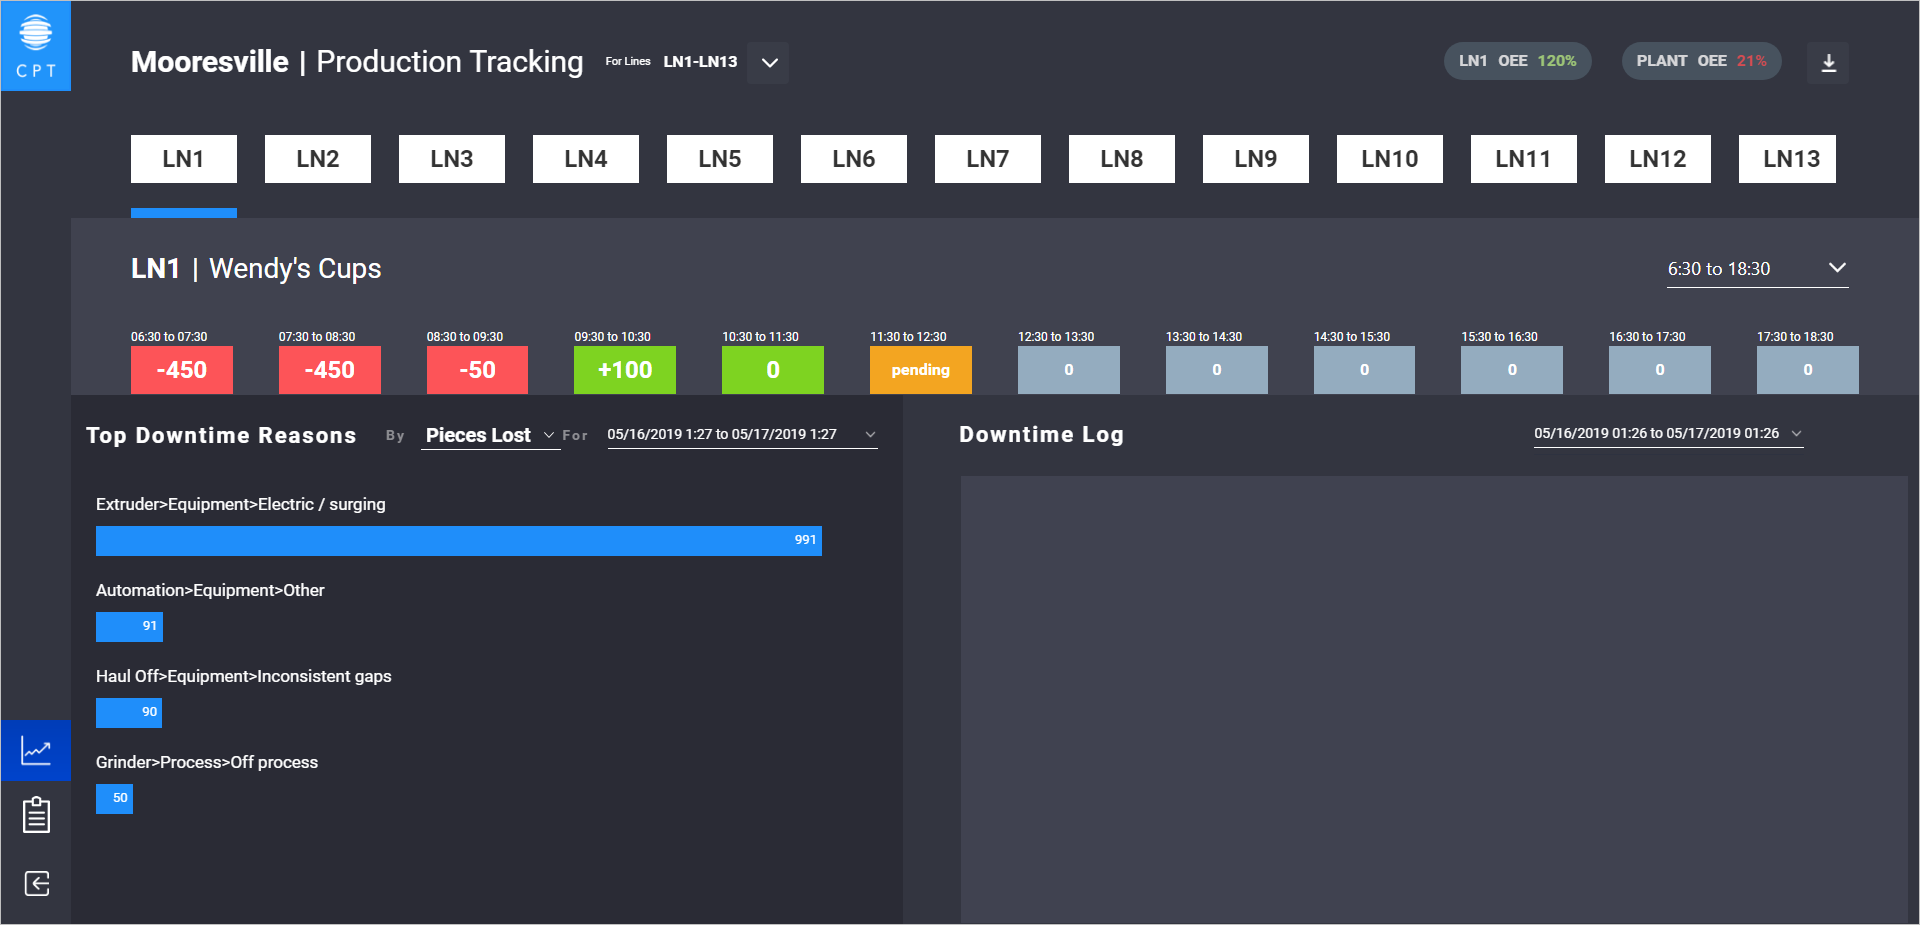 CPT
Mooresville | Production Tracking For Lines LN1-LN13
LN1 OEE 120% PLANT OEE 21%
LN1 LN2 LN3 LN4 LN5 LN6 LN7 LN8 LN9 LN10 LN11 LN12 LN13
LN1 | Wendy's Cups
6:30 to 18:30
06:30 to 07:30 07:30 to 08:30 08:30 to 09:30 09:30 to 10:30 10:30 to 11:30 11:30 to 12:30 12:30 to 13:30 13:30 to 14:30 14:30 to 15:30 15:30 to 16:30 16:30 to 17:30 17:30 to 18:30
-450 -450 -50 +100 0 pending 0 0 0 0 0 0
Top Downtime Reasons By Pieces Lost For 05/16/2019 1:27 to 05/17/2019 1:27
Extruder>Equipment>Electric / surging
991
Automation>Equipment>Other
91
Haul Off>Equipment>Inconsistent gaps
90
Grinder>Process>Off process
50
Downtime Log 05/16/2019 01:26 to 05/17/2019 01:26